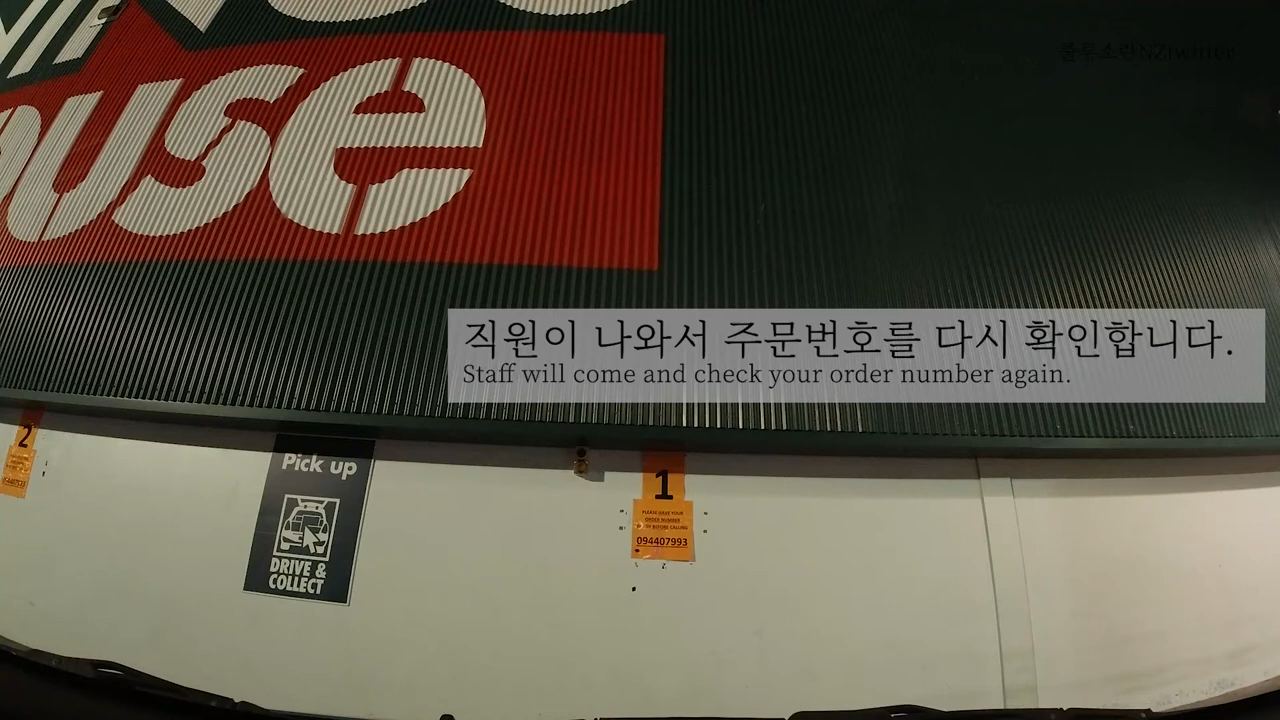 use
직원이 나와서 주문번호를 다시 확인합니다.
Staff will come and check your order number again.
2
Pick up
DRIVE &
COLLECT
1
PLEASE HAVE YOUR
ORDER NUMBER
BEFORE CALLING
094407993